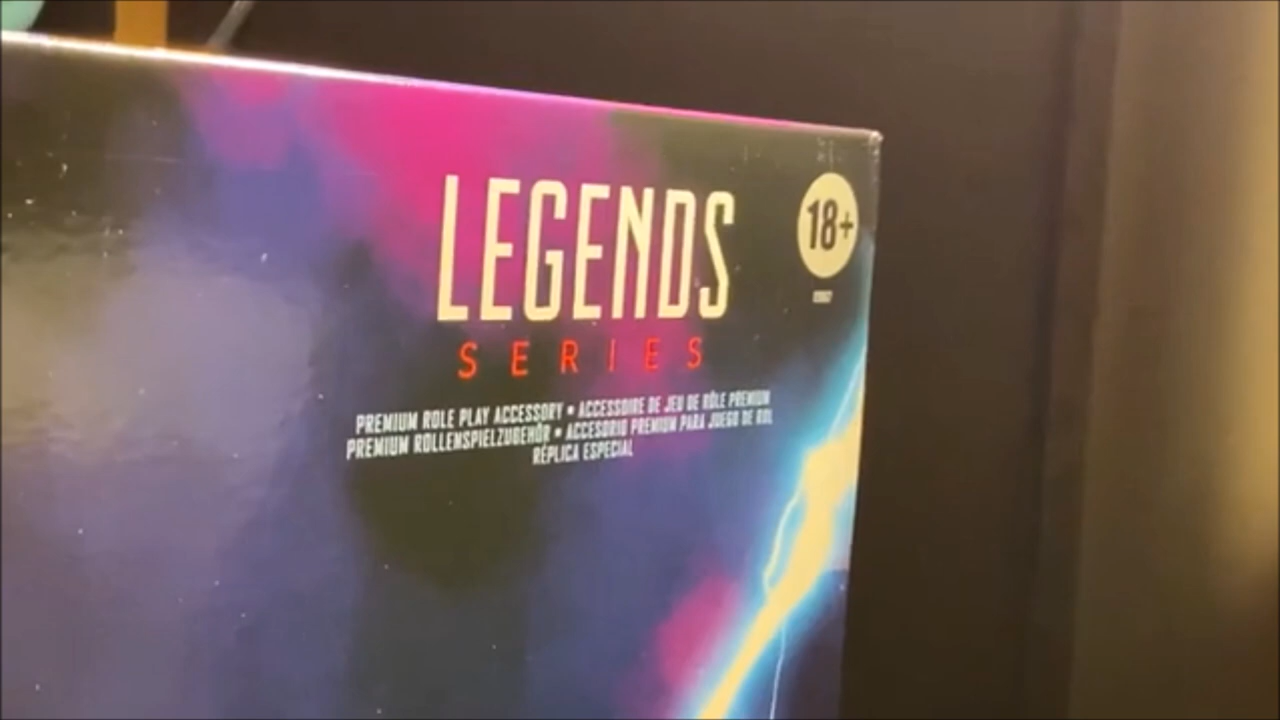 LEGENDS
18+
SERIES
PREMIUM ROLE PLAY ACCESSORY • ACCESSOIRE DE JEU DE RÔLE PREMIUM
PREMIUM ROLLENSPIELZUGEHÖR • ACCESORIO PREMIUM PARA JUEGO DE ROL
RÉPLICA ESPECIAL